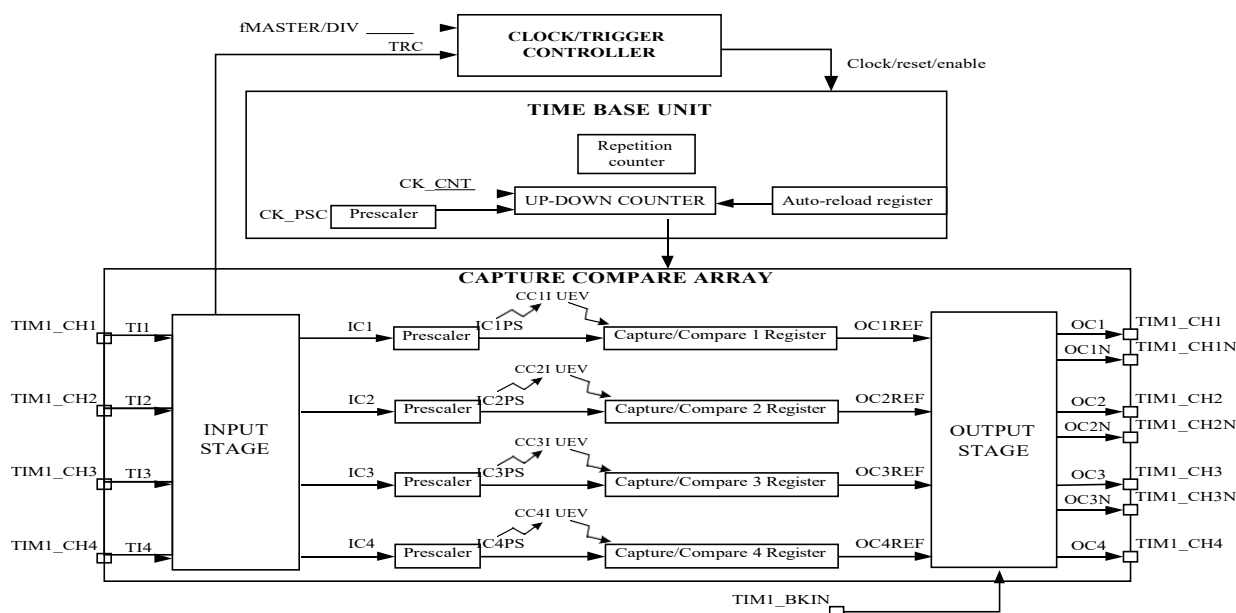 fMASTER/DIV
TRC
CLOCK/TRIGGER
CONTROLLER
Clock/reset/enable
TIME BASE UNIT
Repetition
counter
CK_CNT
CK_PSC
Prescaler
UP-DOWN COUNTER
Auto-reload register
CAPTURE COMPARE ARRAY
TIM1_CH1
TI1
IC1
Prescaler
IC1PS
CC1I UEV
Capture/Compare 1 Register
OC1REF
OC1
TIM1_CH1
OC1N
TIM1_CH1N
TIM1_CH2
TI2
IC2
Prescaler
IC2PS
CC2I UEV
Capture/Compare 2 Register
OC2REF
OC2
TIM1_CH2
OC2N
TIM1_CH2N
INPUT
STAGE
OUTPUT
STAGE
TIM1_CH3
TI3
IC3
Prescaler
IC3PS
CC3I UEV
Capture/Compare 3 Register
OC3REF
OC3
TIM1_CH3
OC3N
TIM1_CH3N
TIM1_CH4
TI4
IC4
Prescaler
IC4PS
CC4I UEV
Capture/Compare 4 Register
OC4REF
OC4
TIM1_CH4
TIM1_BKIN